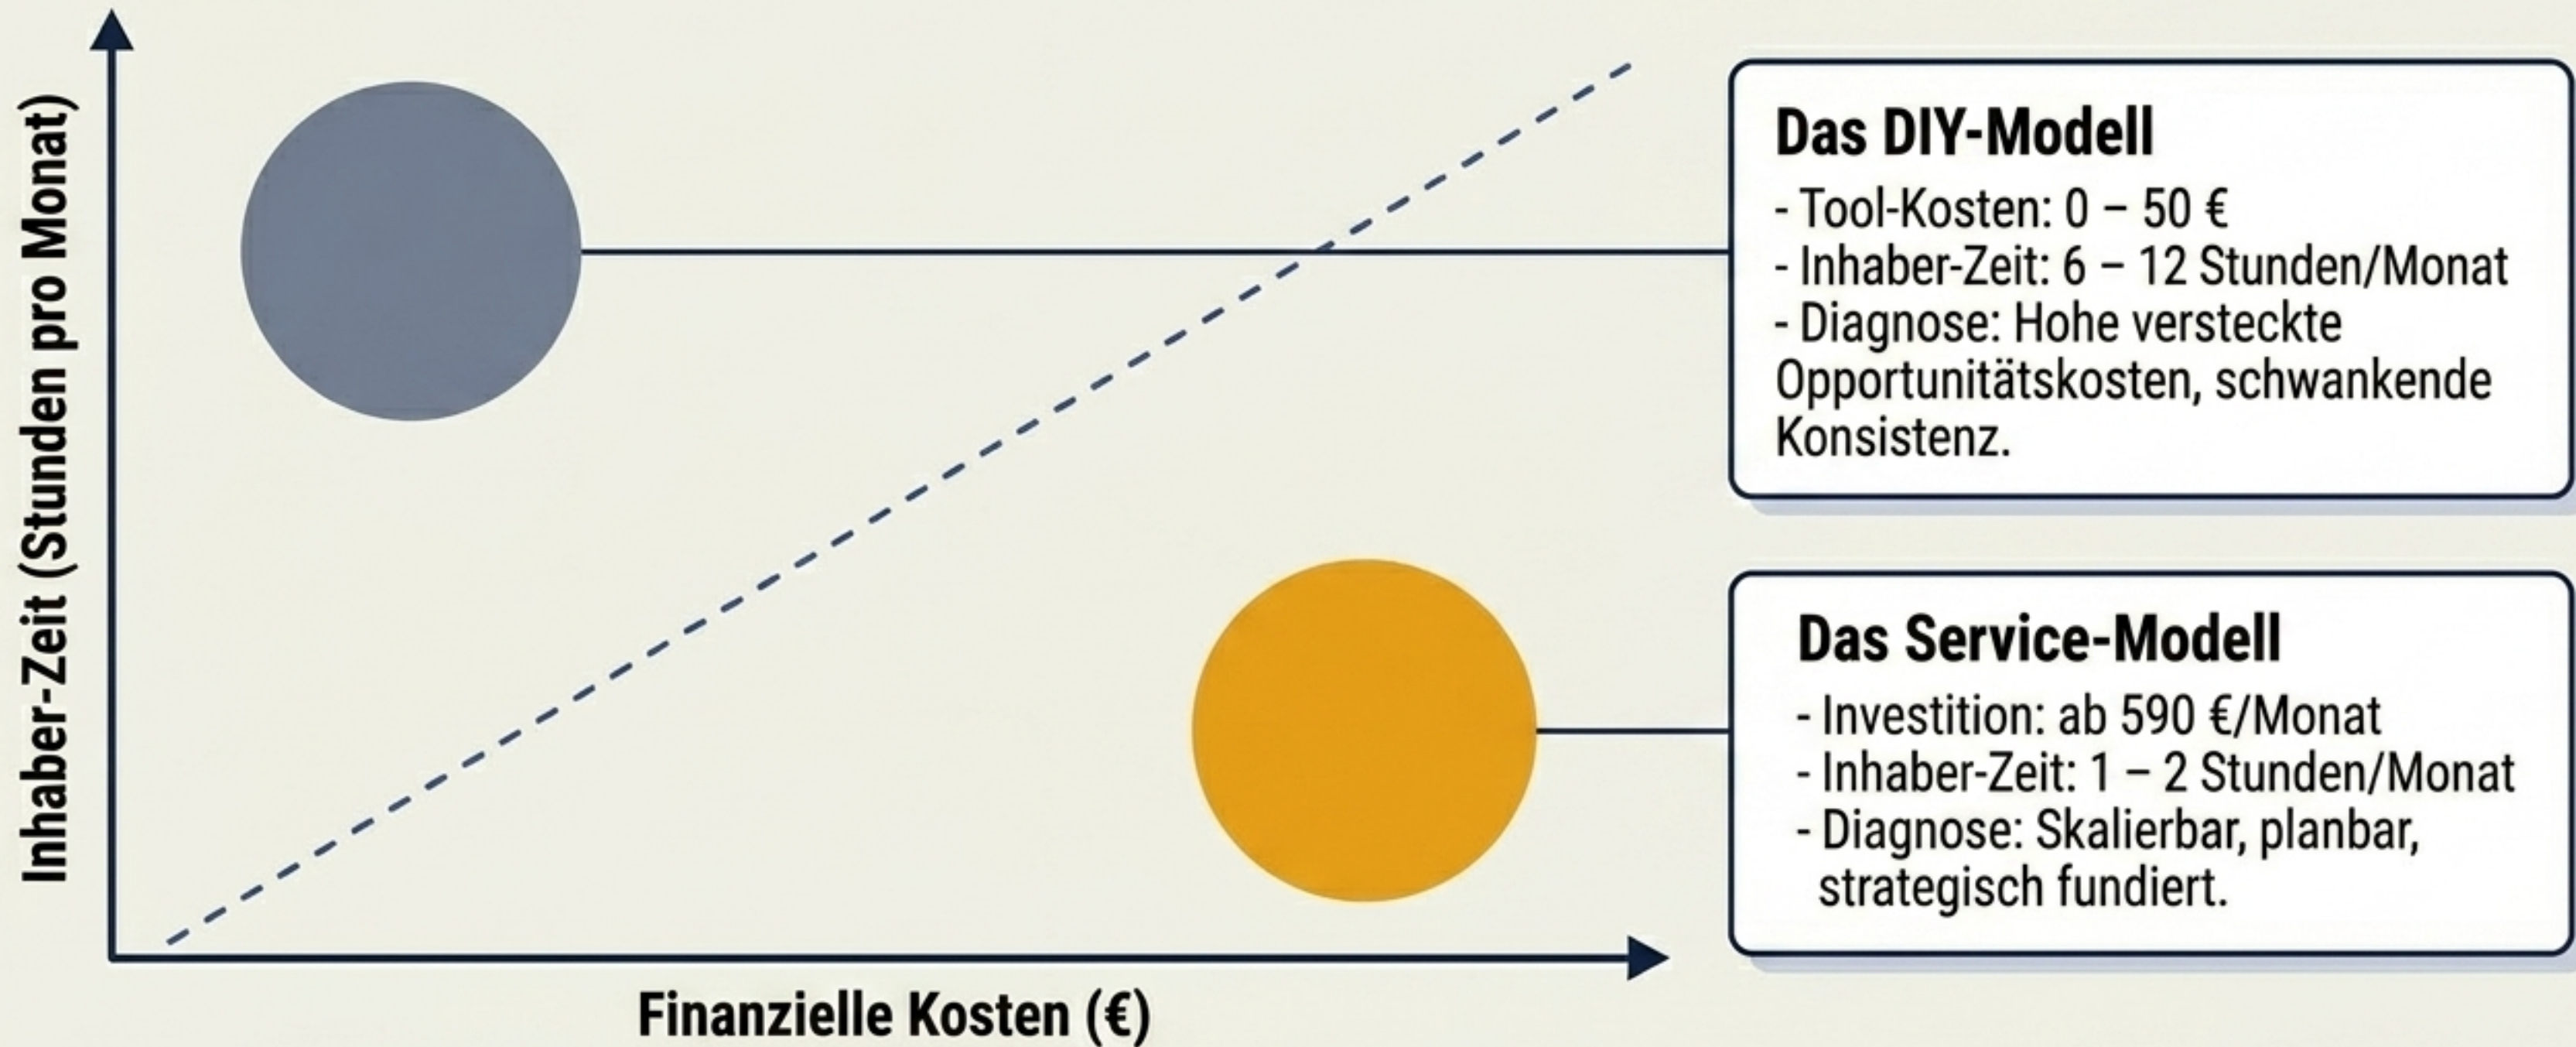 Inhaber-Zeit (Stunden pro Monat)
Das DIY-Modell
- Tool-Kosten: 0 – 50 €
- Inhaber-Zeit: 6 – 12 Stunden/Monat
- Diagnose: Hohe versteckte
Opportunitätskosten, schwankende
Konsistenz.
Das Service-Modell
- Investition: ab 590 €/Monat
- Inhaber-Zeit: 1 – 2 Stunden/Monat
- Diagnose: Skalierbar, planbar,
strategisch fundiert.
Finanzielle Kosten (€)